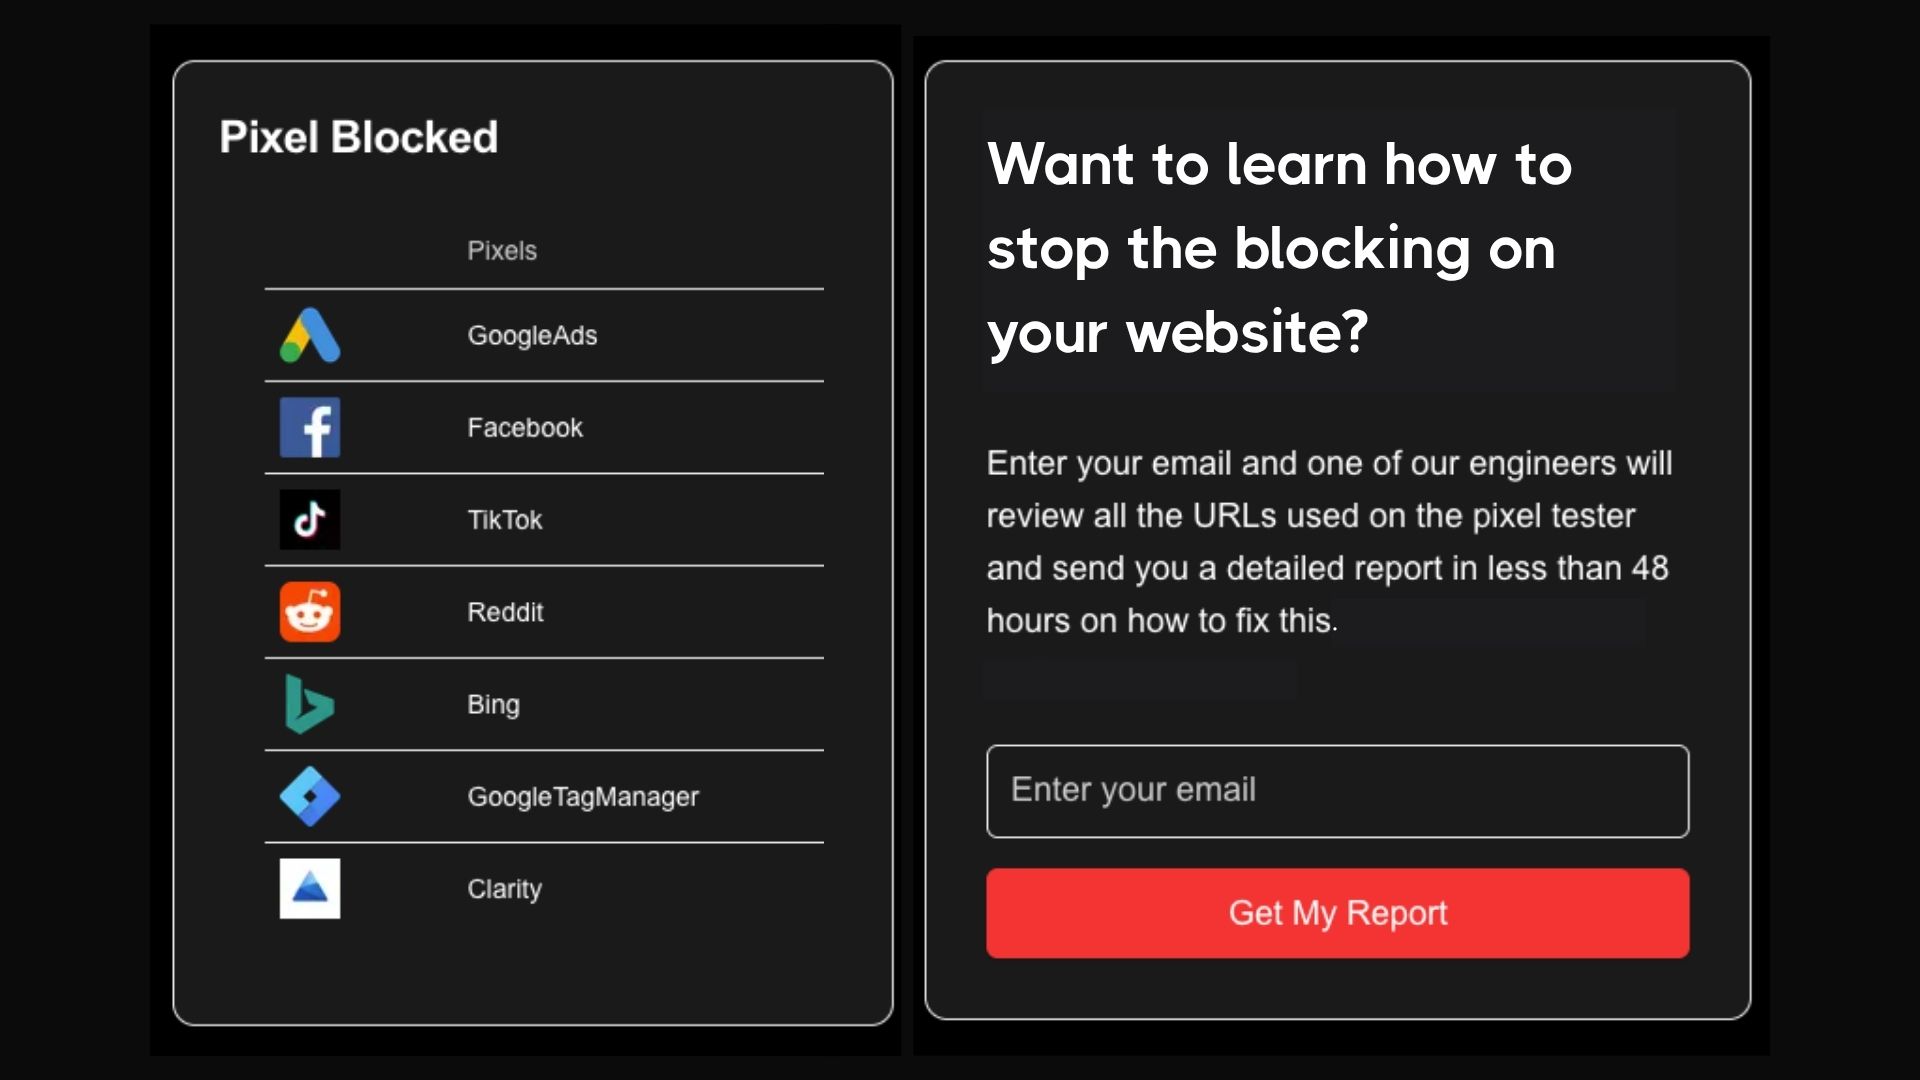 Pixel Blocked
Pixels
GoogleAds
Facebook
TikTok
Reddit
Bing
GoogleTagManager
Clarity
Want to learn how to
stop the blocking on
your website?
Enter your email and one of our engineers will
review all the URLs used on the pixel tester
and send you a detailed report in less than 48
hours on how to fix this.
Enter your email
Get My Report